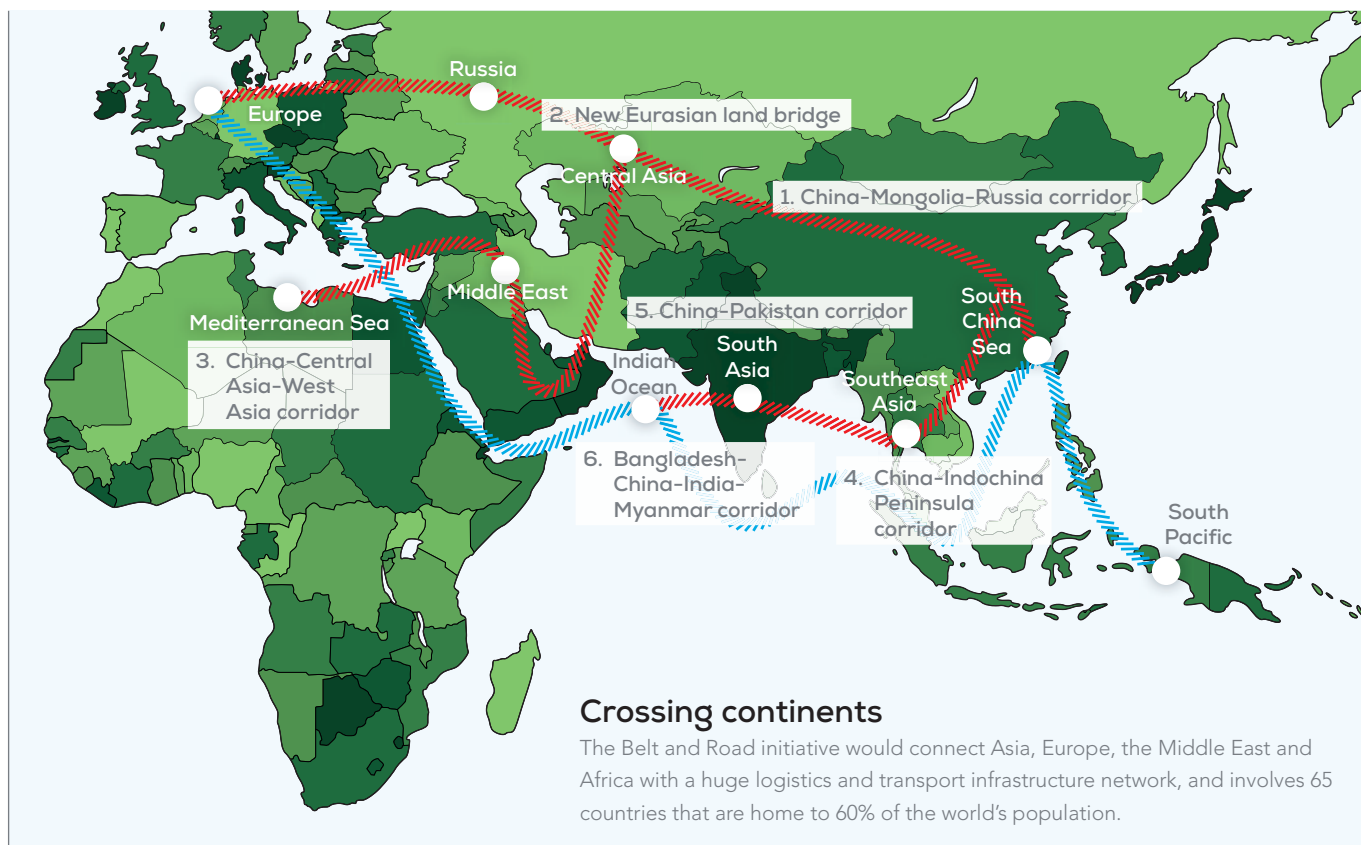 Russia
2. New Eurasian land bridge
Europe
Central Asia
1. China-Mongolia-Russia corridor
Middle East
Mediterranean Sea
5. China-Pakistan corridor
South
China
Sea
3. China-Central
Asia-West
Asia corridor
Indian
Ocean
South
Asia
Southeast
Asia
6. Bangladesh-
China-India-
Myanmar corridor
4. China-Indochina
Peninsula
corridor
South
Pacific
Crossing continents
The Belt and Road initiative would connect Asia, Europe, the Middle East and
Africa with a huge logistics and transport infrastructure network, and involves 65
countries that are home to 60% of the world's population.